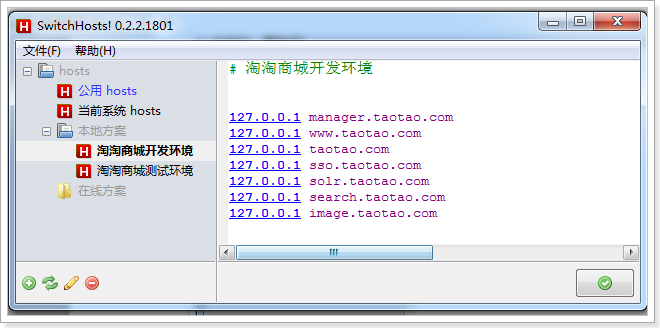 SwitchHosts! 0.2.2.1801
文件(F) 帮助(H)
hosts
公用 hosts
当前系统 hosts
本地方案
淘淘商城开发环境
淘淘商城测试环境
在线方案
# 淘淘商城开发环境
127.0.0.1 manager.taotao.com
127.0.0.1 www.taotao.com
127.0.0.1 taotao.com
127.0.0.1 sso.taotao.com
127.0.0.1 solr.taotao.com
127.0.0.1 search.taotao.com
127.0.0.1 image.taotao.com